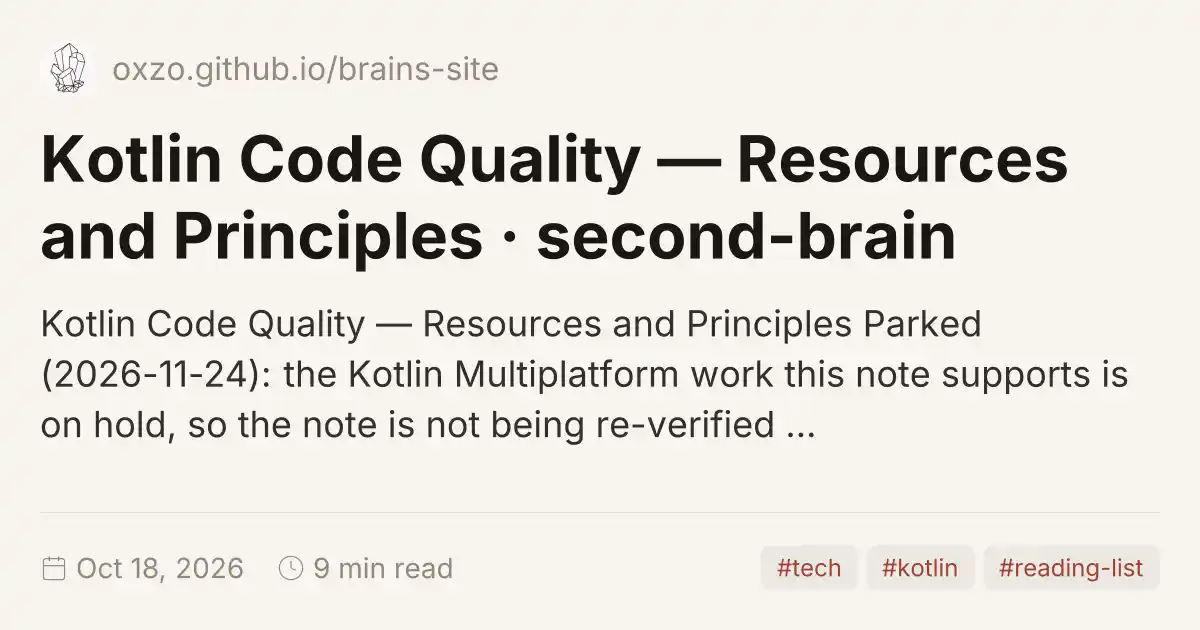 oxzo.github.io/brains-site
Kotlin Code Quality — Resources
and Principles · second-brain
Kotlin Code Quality — Resources and Principles Parked
(2026-11-24): the Kotlin Multiplatform work this note supports is
on hold, so the note is not being re-verified ...
Oct 18, 2026 9 min read #tech #kotlin #reading-list